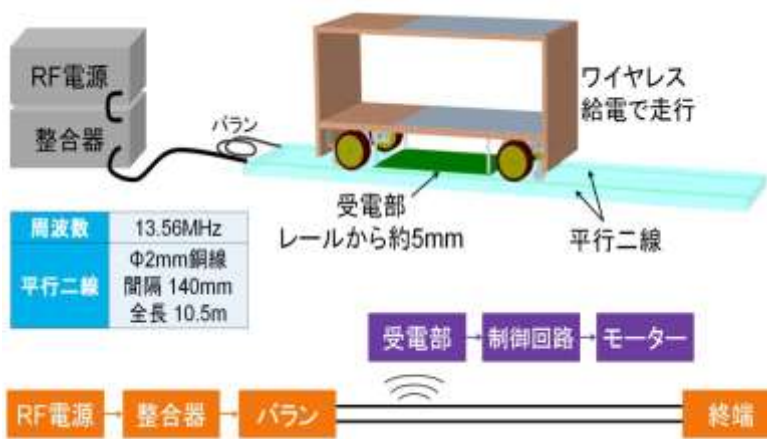 RF電源
整合器
バラン
ワイヤレス
給電で走行
受電部
レールから約5mm
平行二線
周波数 13.56MHz
平行二線 Φ2mm銅線
間隔 140mm
全長 10.5m
受電部 制御回路 モーター
RF電源 整合器 バラン 終端